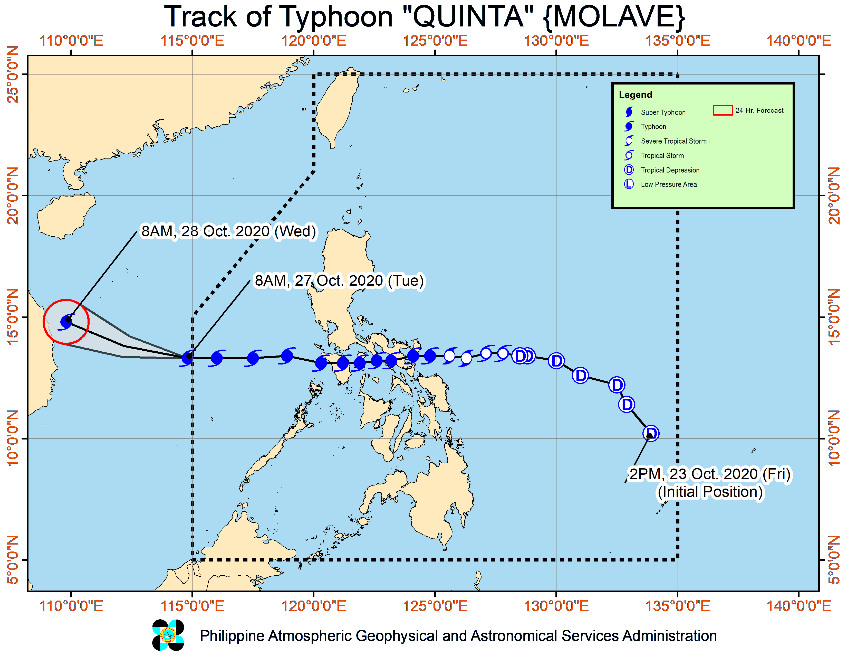 Track of Typhoon "QUINTA" {MOLAVE}
110°0'0"E 115°0'0"E 120°0'0"E 125°0'0"E 130°0'0"E 135°0'0"E 140°0'0"E
25°0'0"N 25°0'0"N
Legend
Super Typhoon 24 Hr. Forecast
Typhoon
Severe Tropical Storm
Tropical Storm
D Tropical Depression
L Low Pressure Area
20°0'0"N 20°0'0"N
8AM, 28 Oct. 2020 (Wed)
8AM, 27 Oct. 2020 (Tue)
15°0'0"N 15°0'0"N
D D D D D D D
10°0'0"N 10°0'0"N
2PM, 23 Oct. 2020 (Fri)
(Initial Position)
5°0'0"N 5°0'0"N
110°0'0"E 115°0'0"E 120°0'0"E 125°0'0"E 130°0'0"E 135°0'0"E 140°0'0"E
Philippine Atmospheric Geophysical and Astronomical Services Administration